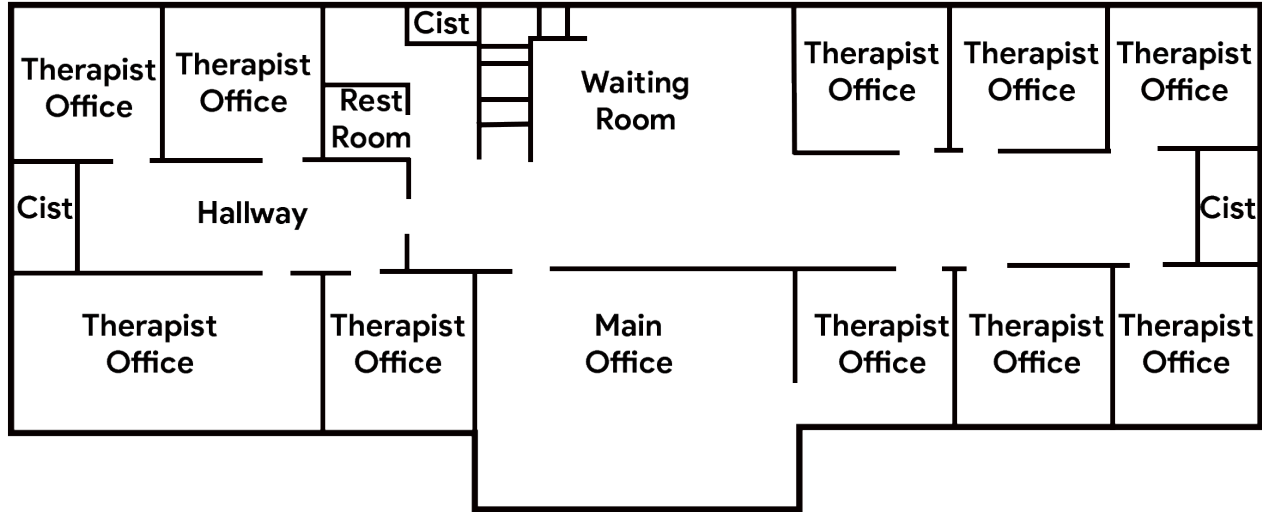 Cist
Therapist
Office
Therapist
Office
Rest
Room
Waiting
Room
Therapist
Office
Therapist
Office
Therapist
Office
Cist
Hallway
Cist
Therapist
Office
Therapist
Office
Main
Office
Therapist
Office
Therapist
Office
Therapist
Office